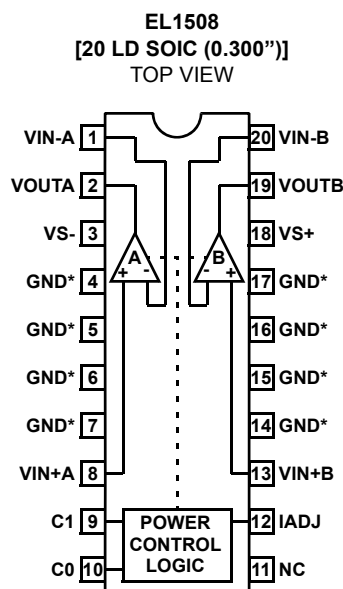 EL1508
[20 LD SOIC (0.300”)]
TOP VIEW
VIN-A 1 20 VIN-B
VOUTA 2 19 VOUTB
VS- 3 18 VS+
A B
+ - - +
GND* 4 17 GND*
GND* 5 16 GND*
GND* 6 15 GND*
GND* 7 14 GND*
VIN+A 8 13 VIN+B
C1 9 POWER 12 IADJ
CONTROL
C0 10 LOGIC 11 NC